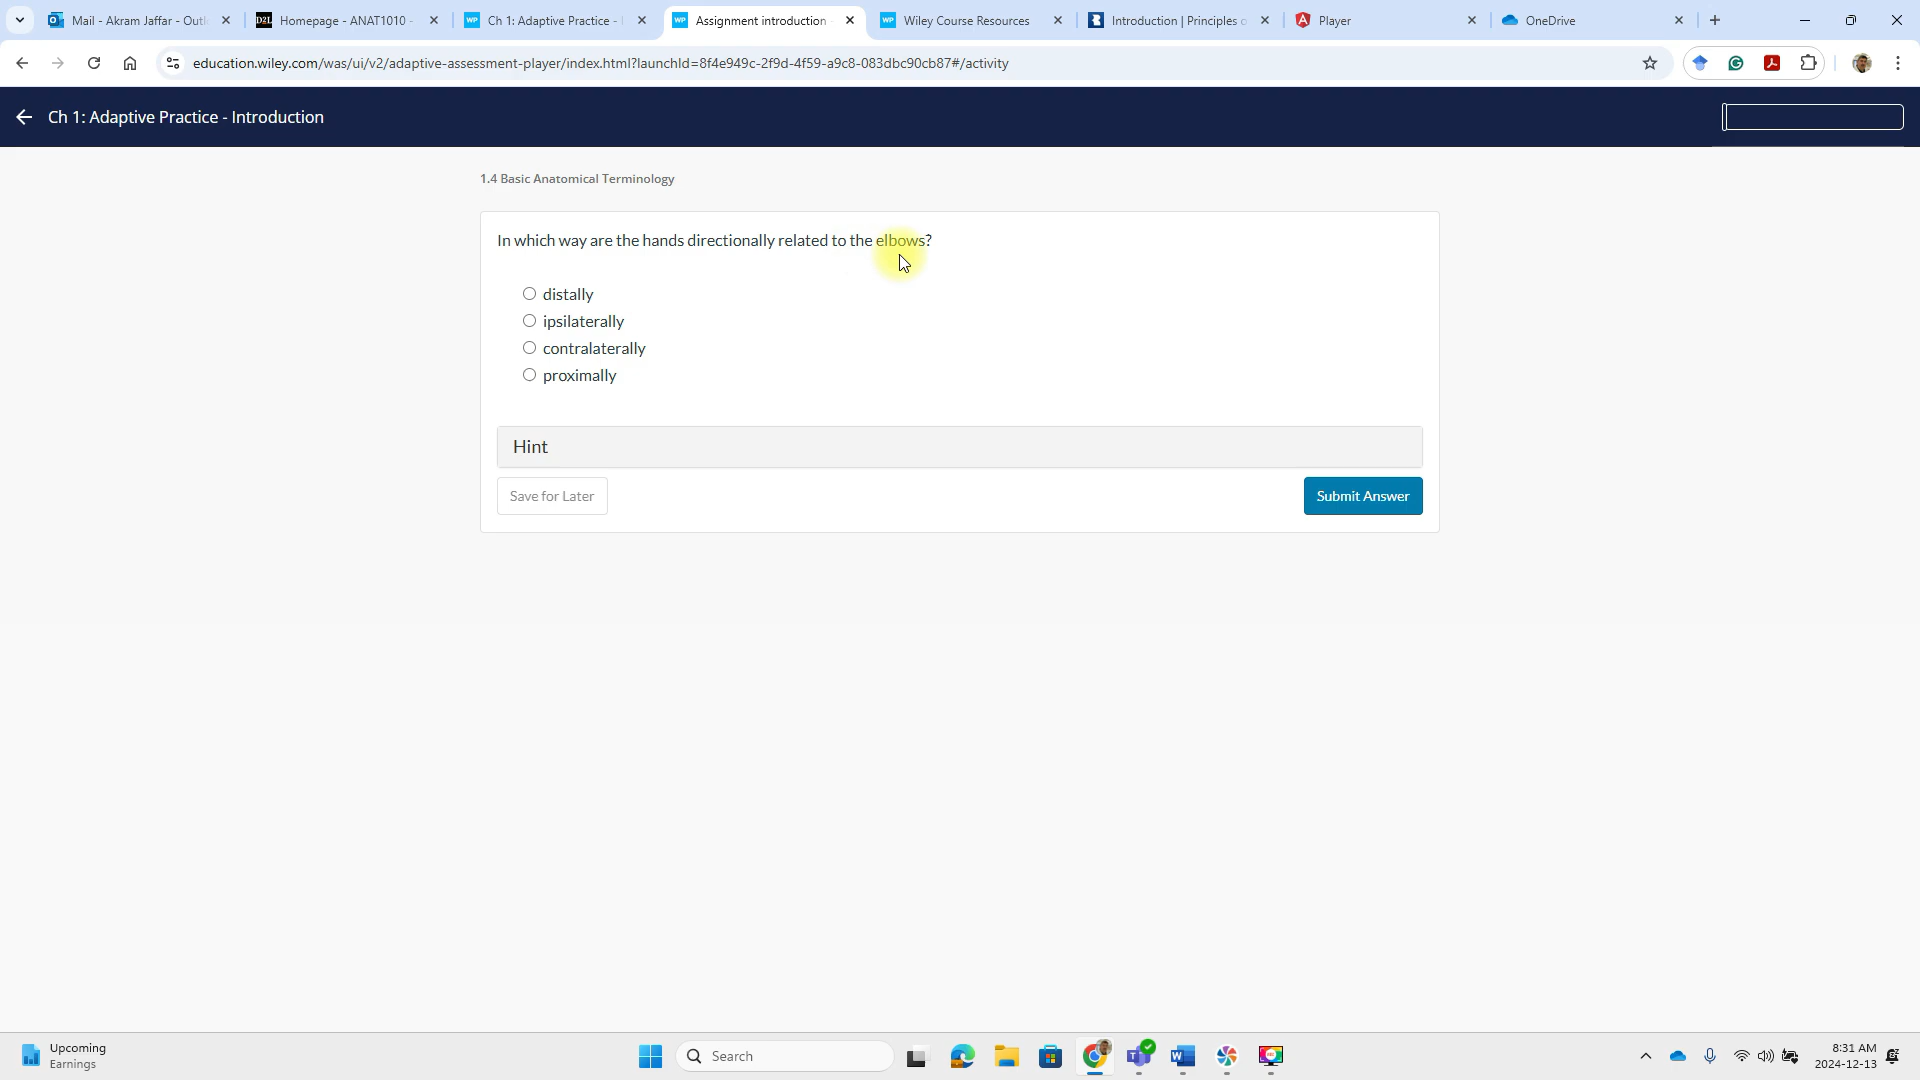 Mail - Akram Jaffar - Outl
Homepage - ANAT1010 -
Ch 1: Adaptive Practice -
Assignment introduction
Wiley Course Resources
Introduction | Principles o
Player
OneDrive
education.wiley.com/was/ui/v2/adaptive-assessment-player/index.html?launchId=8f4e949c-2f9d-4f59-a9c8-083dbc90cb87#/activity
Ch 1: Adaptive Practice - Introduction
1.4 Basic Anatomical Terminology
In which way are the hands directionally related to the elbows?
distally
ipsilaterally
contralaterally
proximally
Hint
Save for Later
Submit Answer
Upcoming
Earnings
Search
8:31 AM
2024-12-13